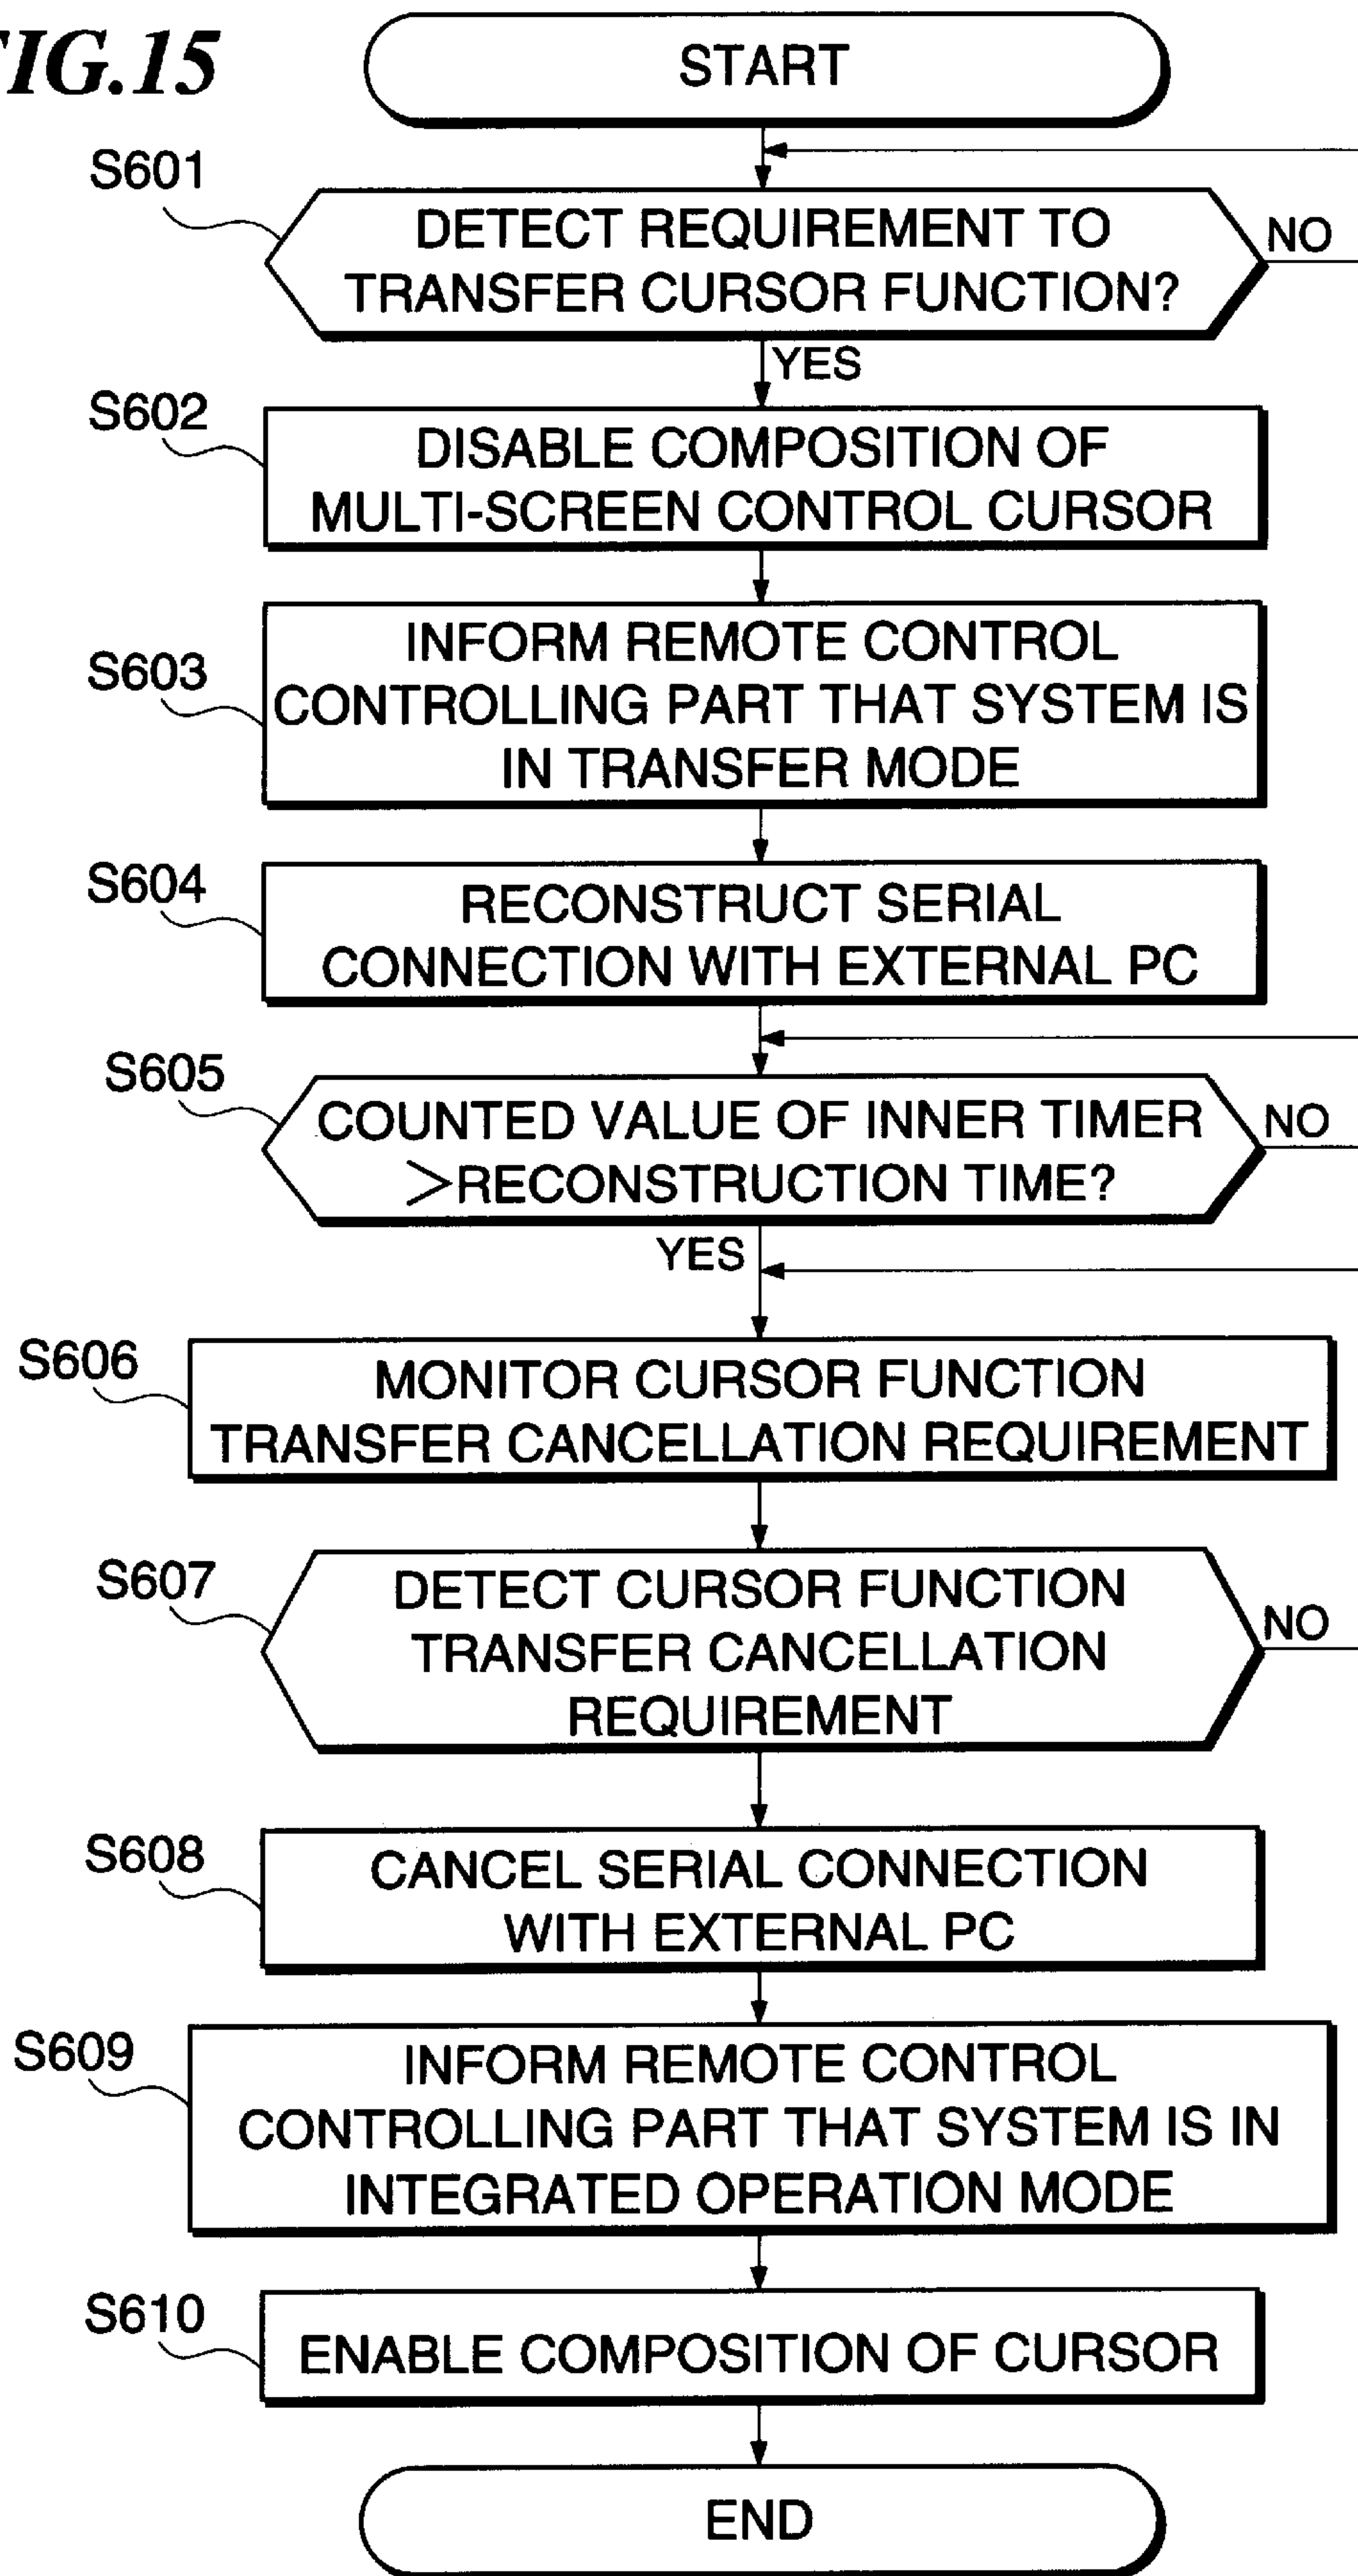 FIG.15
START
S601
DETECT REQUIREMENT TO
TRANSFER CURSOR FUNCTION?
NO
YES
S602
DISABLE COMPOSITION OF
MULTI-SCREEN CONTROL CURSOR
S603
INFORM REMOTE CONTROL
CONTROLLING PART THAT SYSTEM IS
IN TRANSFER MODE
S604
RECONSTRUCT SERIAL
CONNECTION WITH EXTERNAL PC
S605
COUNTED VALUE OF INNER TIMER
>RECONSTRUCTION TIME?
NO
YES
S606
MONITOR CURSOR FUNCTION
TRANSFER CANCELLATION REQUIREMENT
S607
DETECT CURSOR FUNCTION
TRANSFER CANCELLATION
REQUIREMENT
NO
S608
CANCEL SERIAL CONNECTION
WITH EXTERNAL PC
S609
INFORM REMOTE CONTROL
CONTROLLING PART THAT SYSTEM IS IN
INTEGRATED OPERATION MODE
S610
ENABLE COMPOSITION OF CURSOR
END